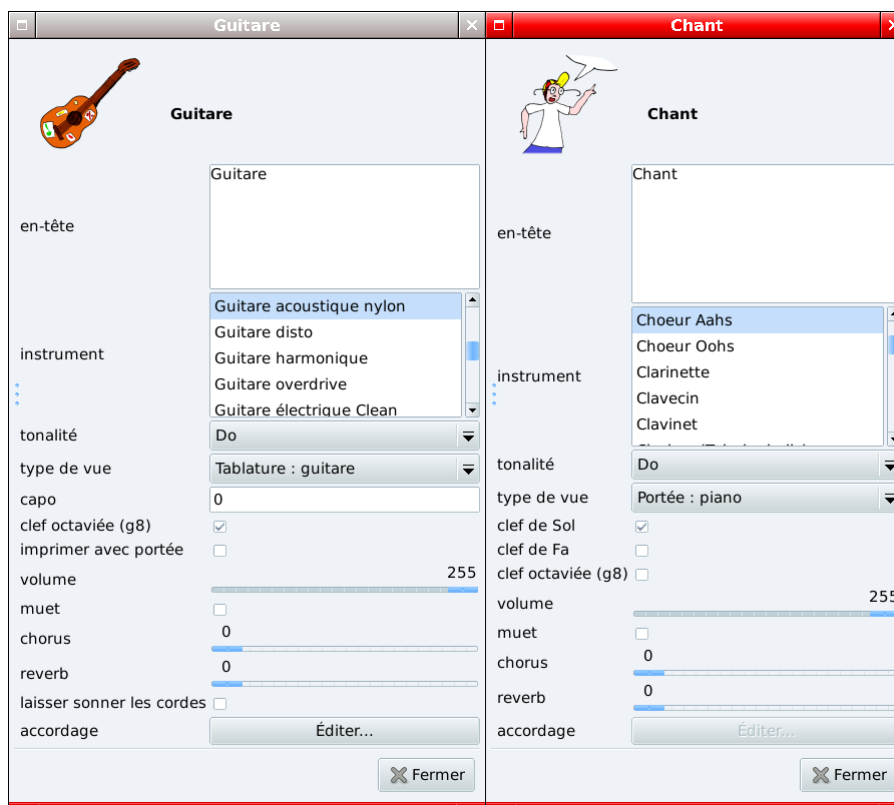 Guitare
Guitare
en-tête
Guitare
instrument
Guitare acoustique nylon
Guitare disto
Guitare harmonique
Guitare overdrive
Guitare électrique Clean
tonalité
Do
type de vue
Tablature : guitare
capo
0
clef octaviée (g8)
imprimer avec portée
volume
255
muet
chorus
0
reverb
0
laisser sonner les cordes
accordage
Éditer...
Fermer
Chant
Chant
en-tête
Chant
instrument
Choeur Aahs
Choeur Oohs
Clarinette
Clavecin
Clavinet
tonalité
Do
type de vue
Portée : piano
clef de Sol
clef de Fa
clef octaviée (g8)
volume
255
muet
chorus
0
reverb
0
accordage
Éditer...
Fermer